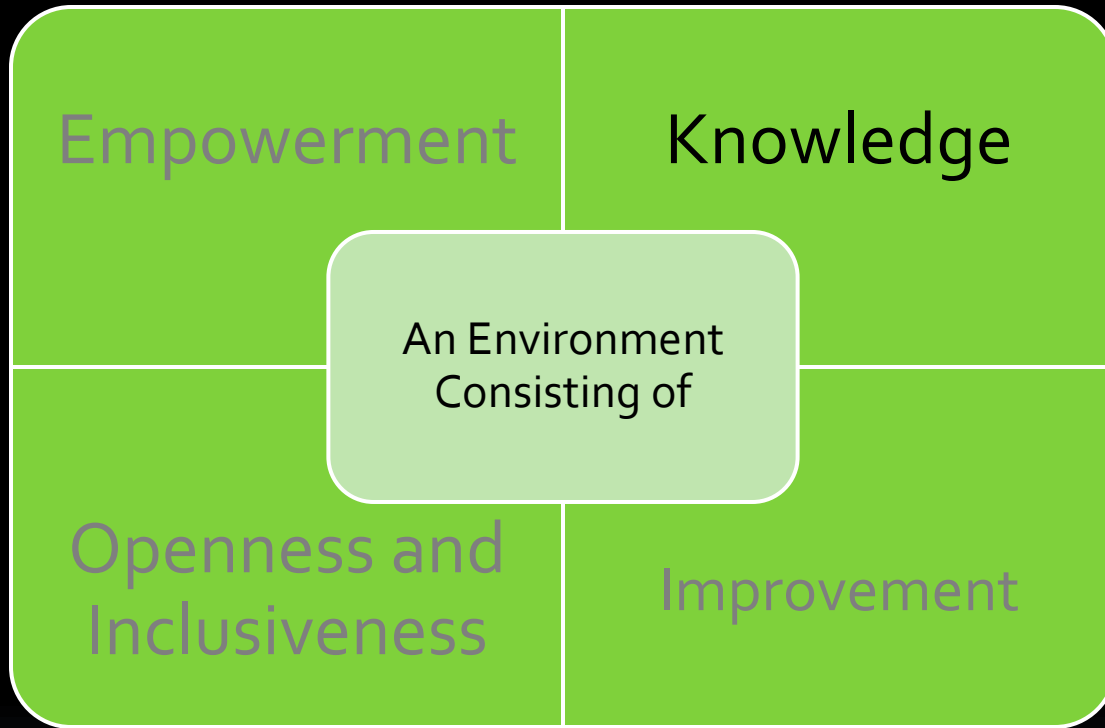 Empowerment
Knowledge
An Environment
Consisting of
Openness and
Inclusiveness
Improvement